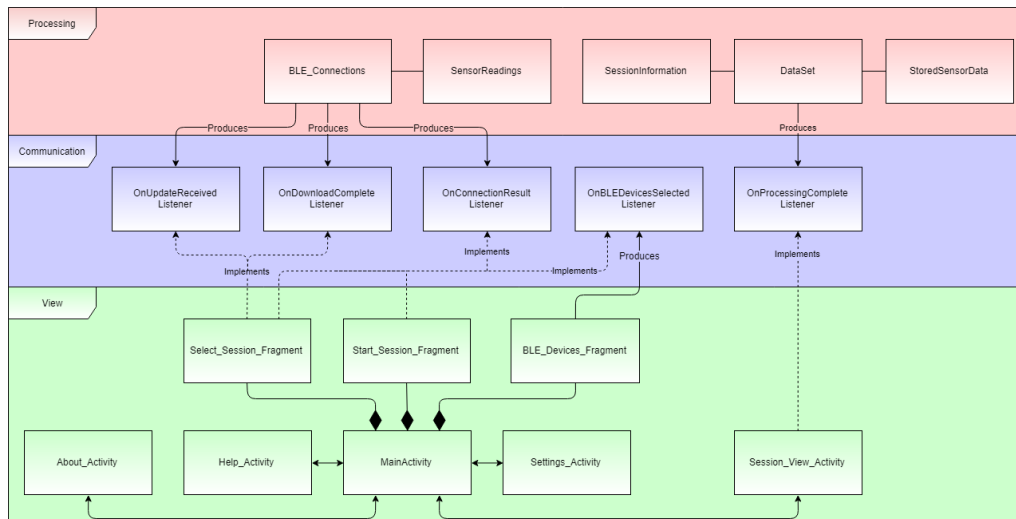 Processing
BLE_Connections
SensorReadings
SessionInformation
DataSet
StoredSensorData
Produces
Produces
Produces
Produces
Communication
OnUpdateReceived
Listener
OnDownloadComplete
Listener
OnConnectionResult
Listener
OnBLEDevicesSelected
Listener
OnProcessingComplete
Listener
Implements
Implements
Implements
Produces
Implements
View
Select_Session_Fragment
Start_Session_Fragment
BLE_Devices_Fragment
About_Activity
Help_Activity
MainActivity
Settings_Activity
Session_View_Activity